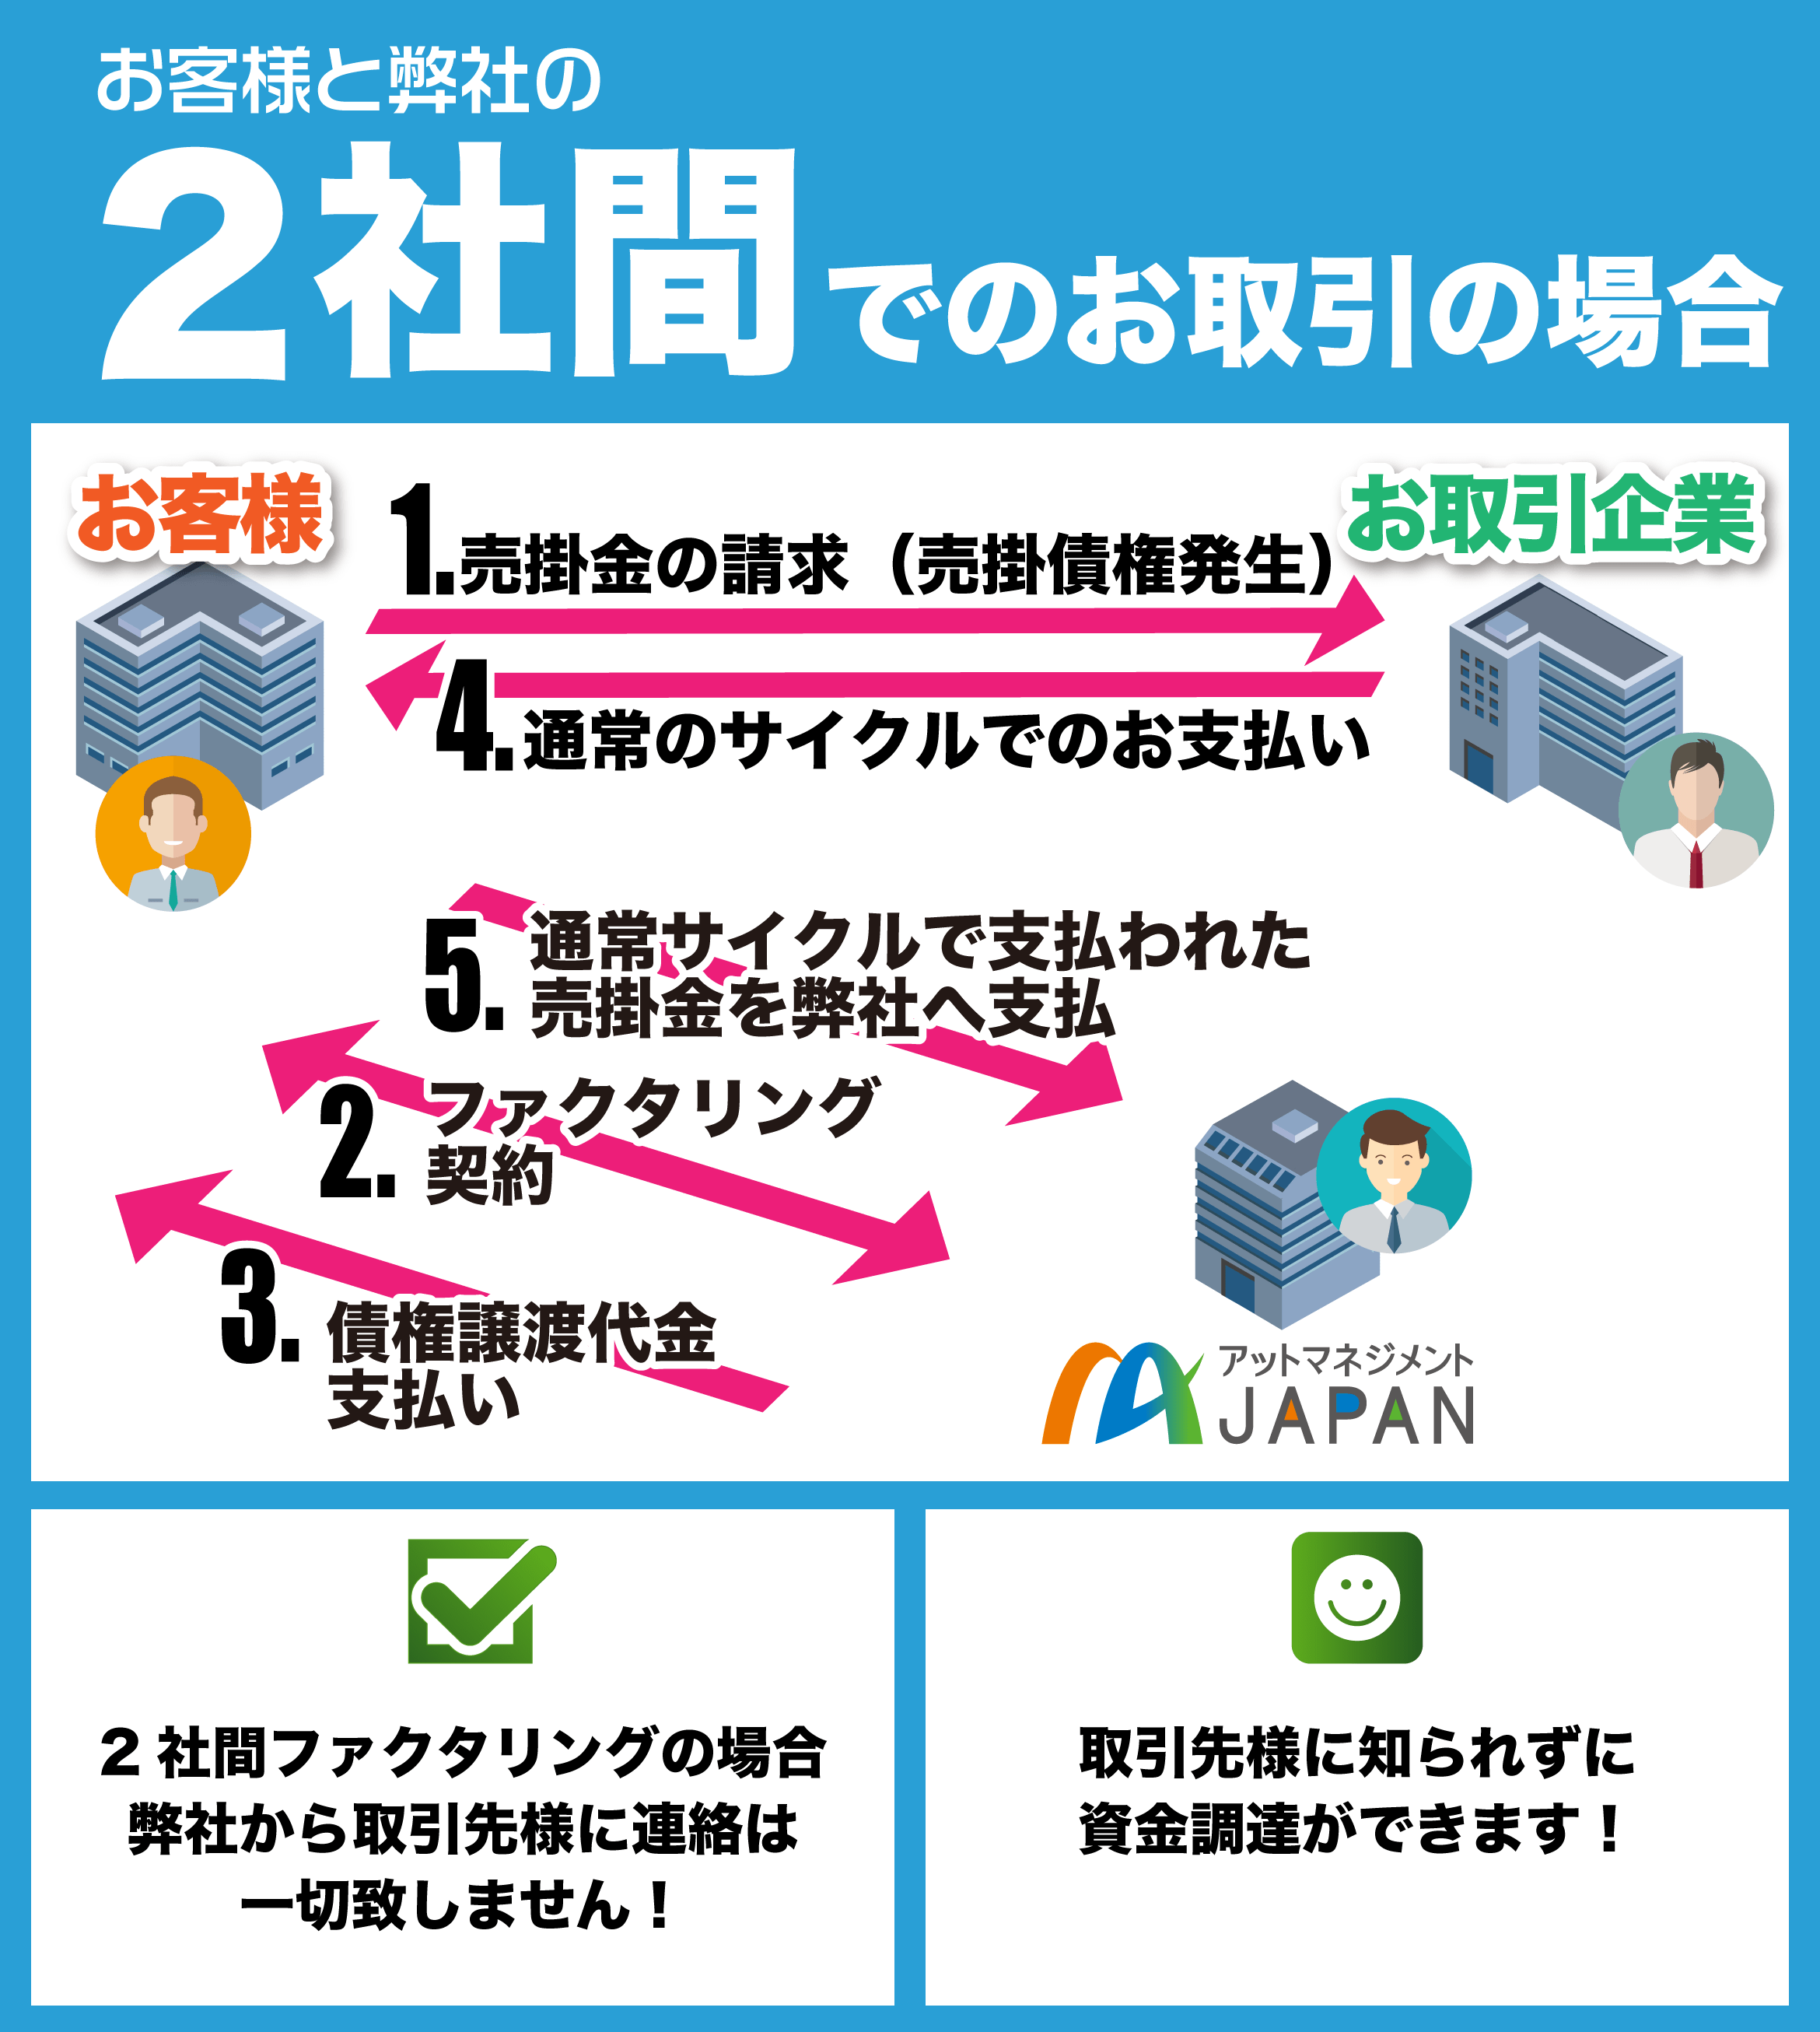 お客様と弊社の
2社間でのお取引の場合
お客様
お取引企業
1.売掛金の請求（売掛債権発生）
4.通常のサイクルでのお支払い
5.通常サイクルで支払われた
売掛金を弊社へ支払
2.ファクタリング
契約
3.債権譲渡代金
支払い
アットマネジメント
JAPAN
2社間ファクタリングの場合
弊社から取引先様に連絡は
一切致しません！
取引先様に知られずに
資金調達ができます！